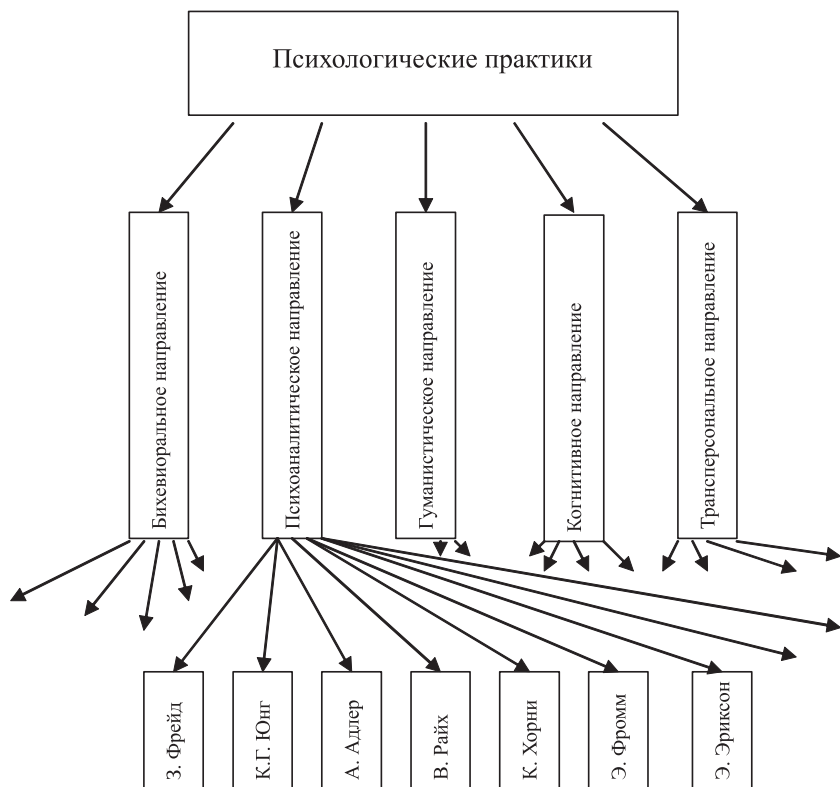 Психологические практики
Бихевиоральное направление
Психоаналитическое направление
Гуманистическое направление
Когнитивное направление
Трансперсональное направление
З. Фрейд
К.Г. Юнг
А. Адлер
В. Райх
К. Хорни
Э. Фромм
Э. Эриксон